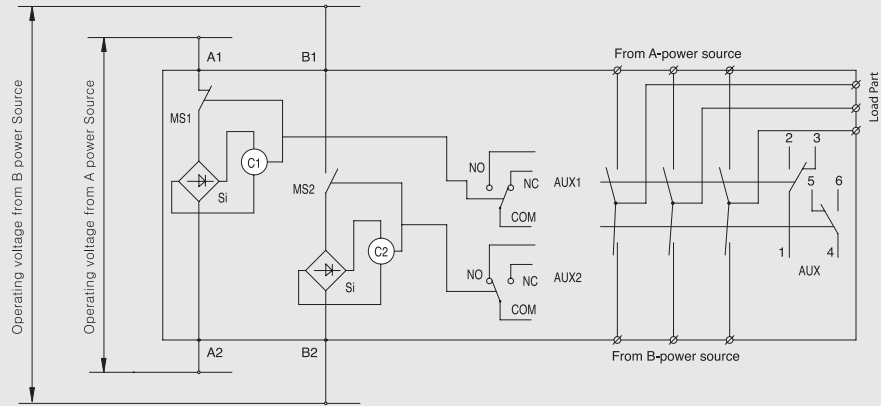 Operating voltage from B power Source
Operating voltage from A power Source
A1
B1
From A-power source
Load Part
MS1
C1
Si
MS2
C2
Si
A2
B2
NO
NC
AUX1
COM
NO
NC
AUX2
COM
2
3
5
6
1
4
AUX
From B-power source